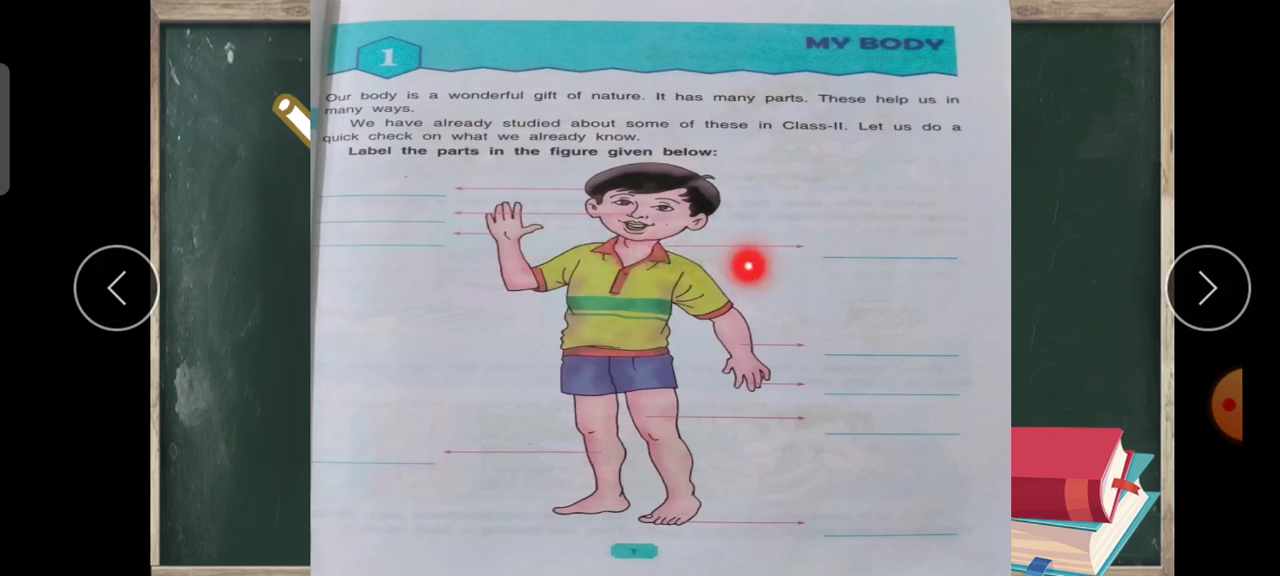 1
MY BODY
Our body is a wonderful gift of nature. It has many parts. These help us in
many ways.
We have already studied about some of these in Class-II. Let us do a
quick check on what we already know.
Label the parts in the figure given below: